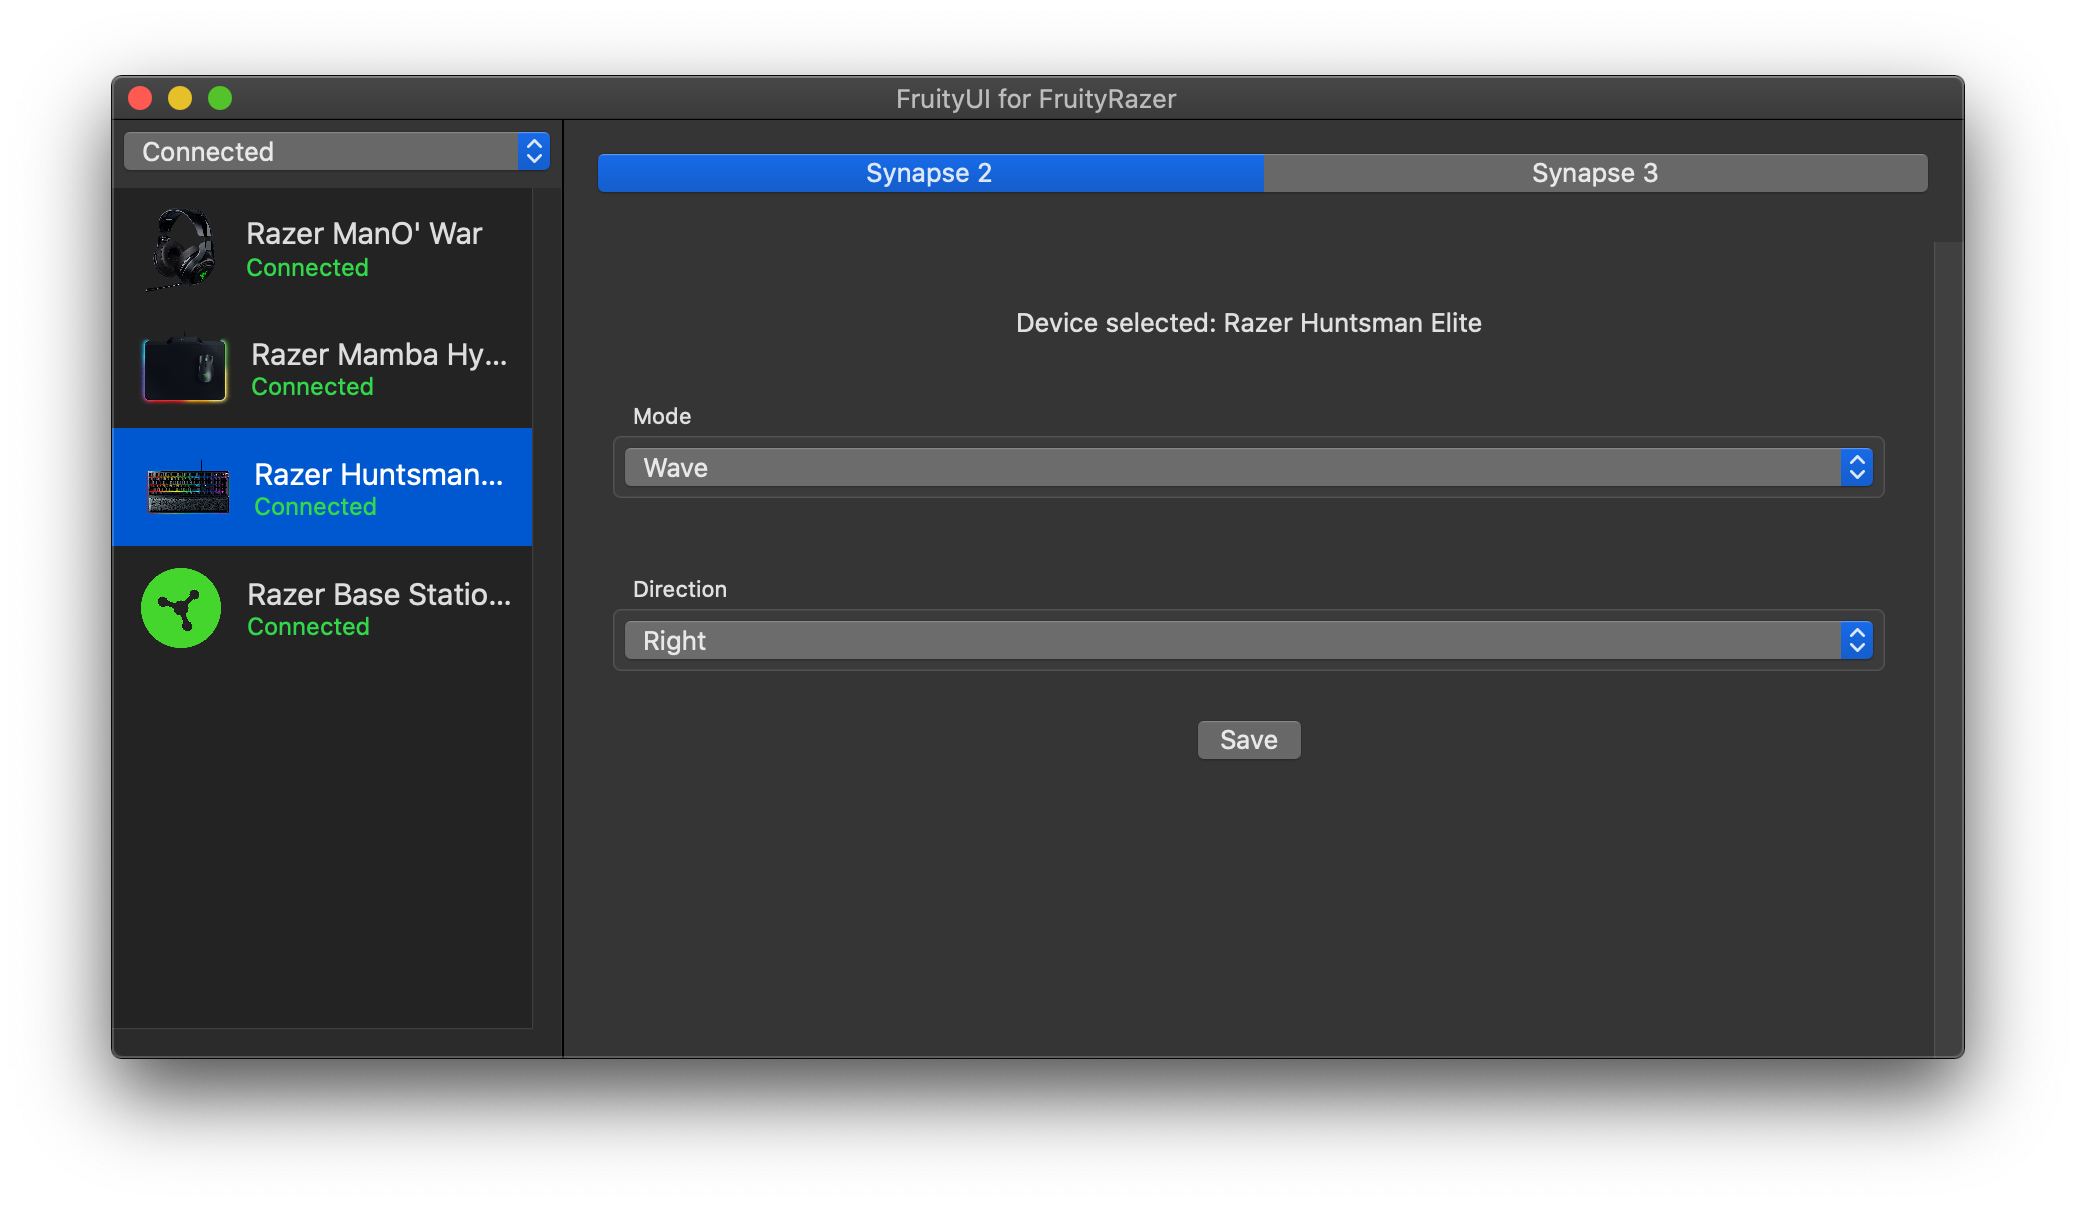 FruityUI for FruityRazer
Connected
Razer ManO' War
Connected
Razer Mamba Hy...
Connected
Razer Huntsman...
Connected
Razer Base Statio...
Connected
Synapse 2
Synapse 3
Device selected: Razer Huntsman Elite
Mode
Wave
Direction
Right
Save